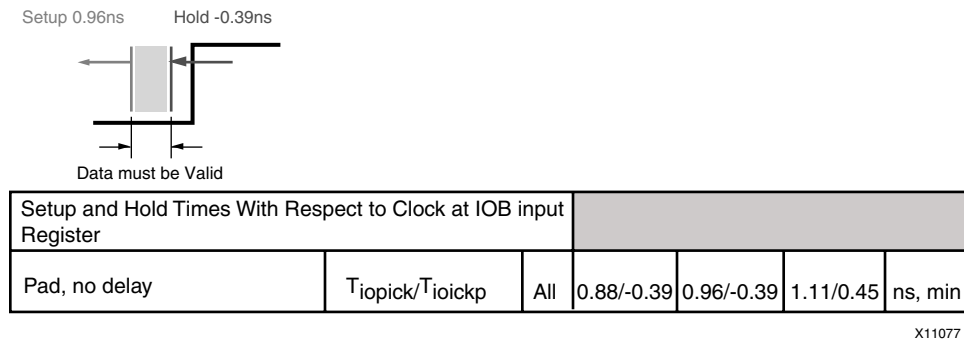 Setup 0.96ns Hold -0.39ns
Data must be Valid
Setup and Hold Times With Respect to Clock at IOB input
Register
Pad, no delay Tiopick/Tioickp All 0.88/-0.39 0.96/-0.39 1.11/0.45 ns, min
X11077